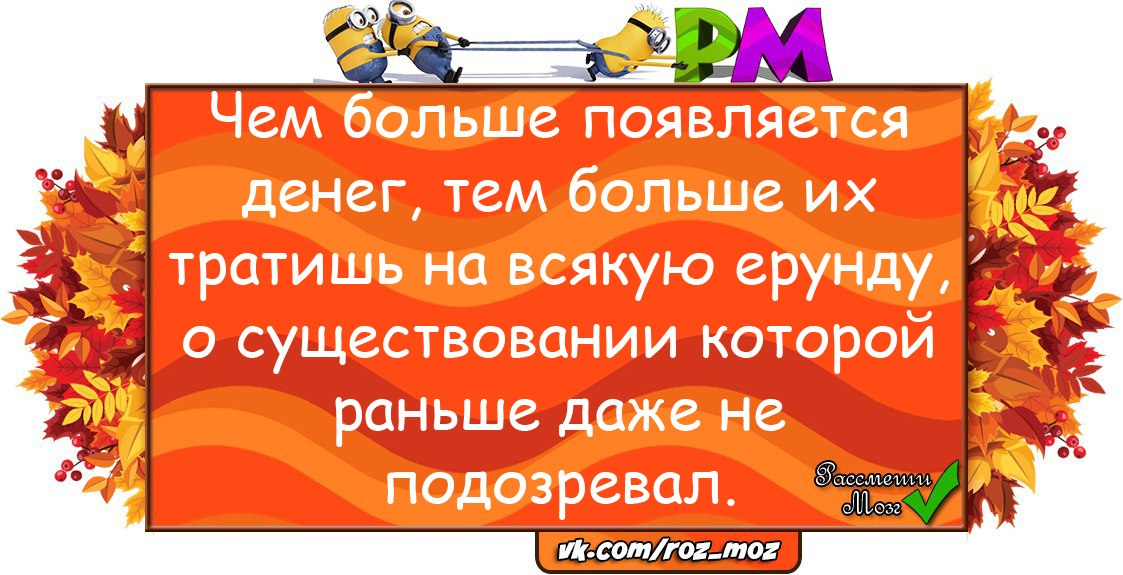 РМ
Чем больше появляется
денег, тем больше их
тратишь на всякую ерунду,
о существовании которой
раньше даже не
подозревал.
Рассмеши
Мозг
vk.com/roz_moz